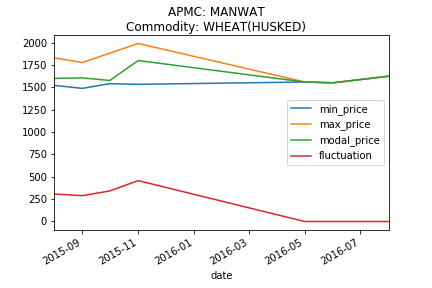 APMC: MANWAT
Commodity: WHEAT(HUSKED)
2000
1750
1500
1250
1000
750
500
250
0
min_price
max_price
modal_price
fluctuation
2015-09
2015-11
2016-01
2016-03
2016-05
2016-07
date